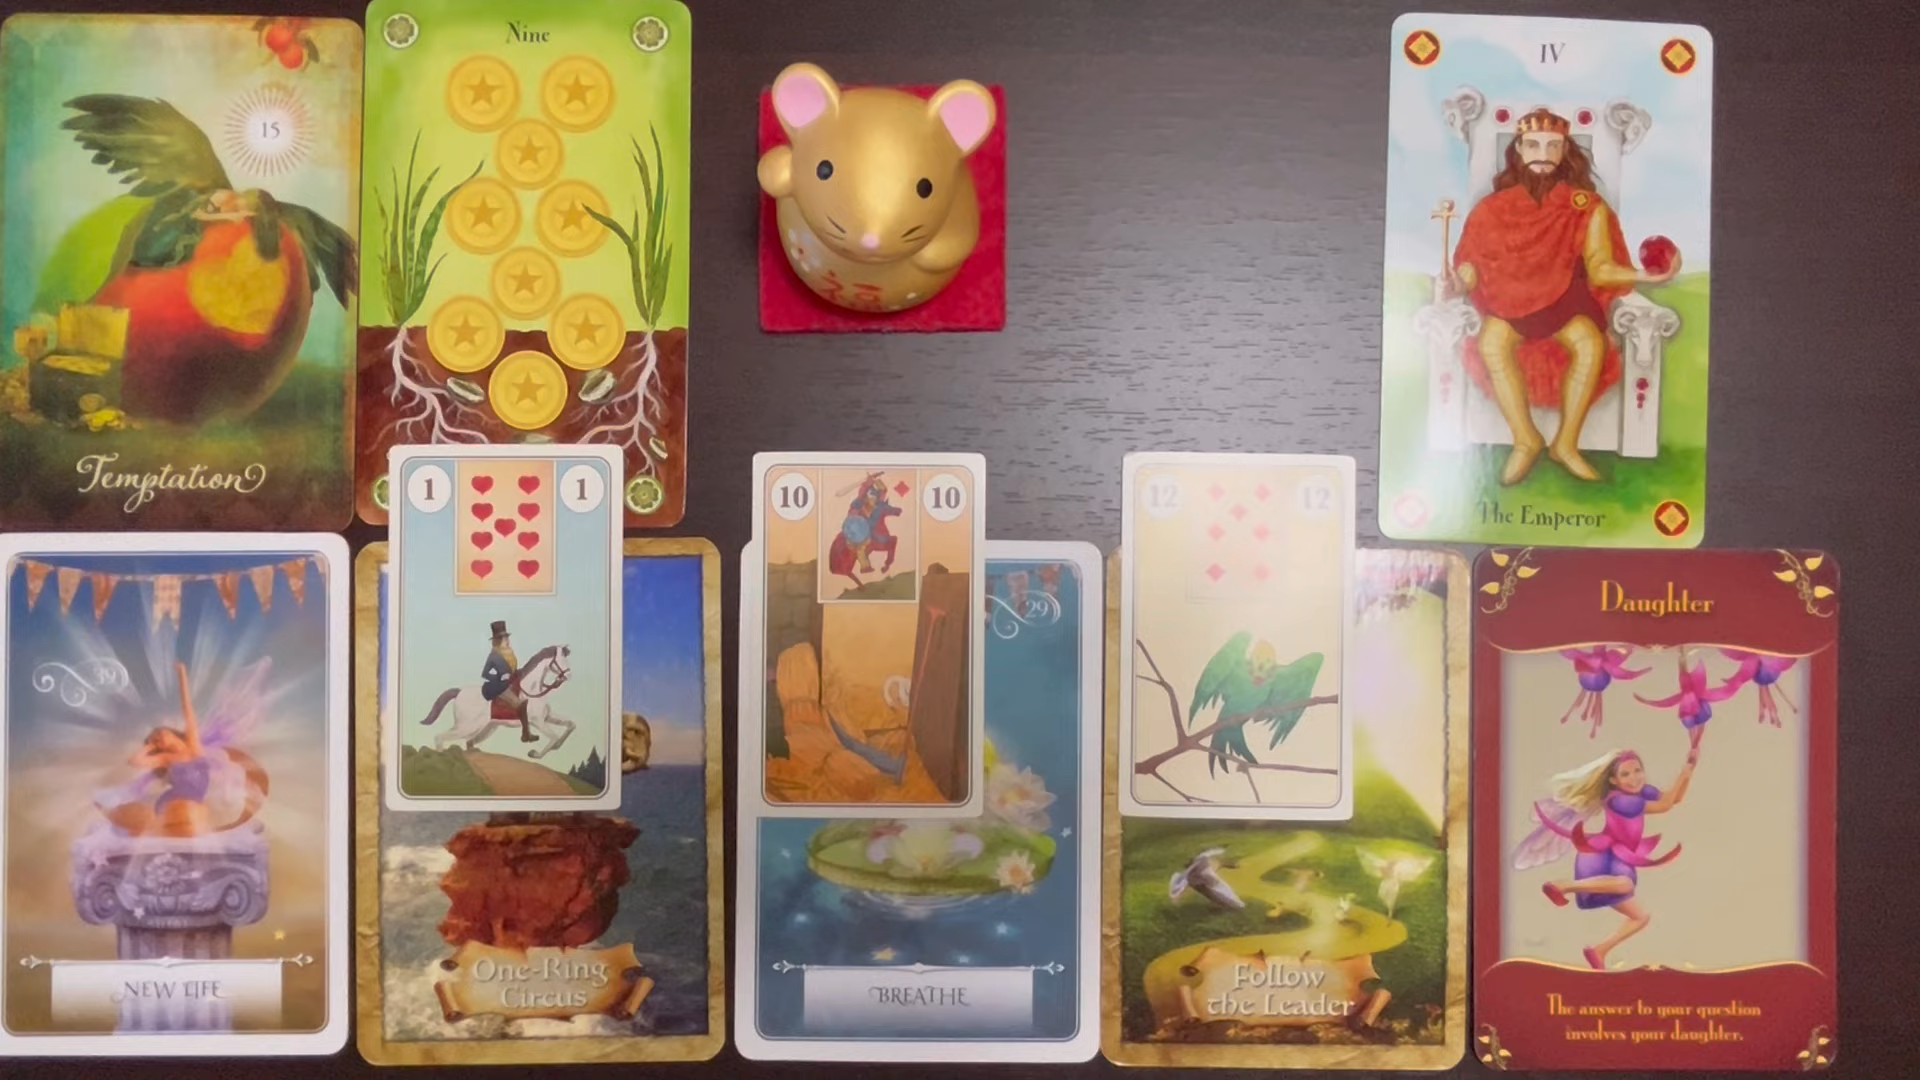 15
Temptation
Nine
IV
The Emperor
1
1
10
10
12
12
39
NEW LIFE
One-Ring
Circus
29
BREATHE
Follow
the Leader
Daughter
The answer to your question
involves your daughter.